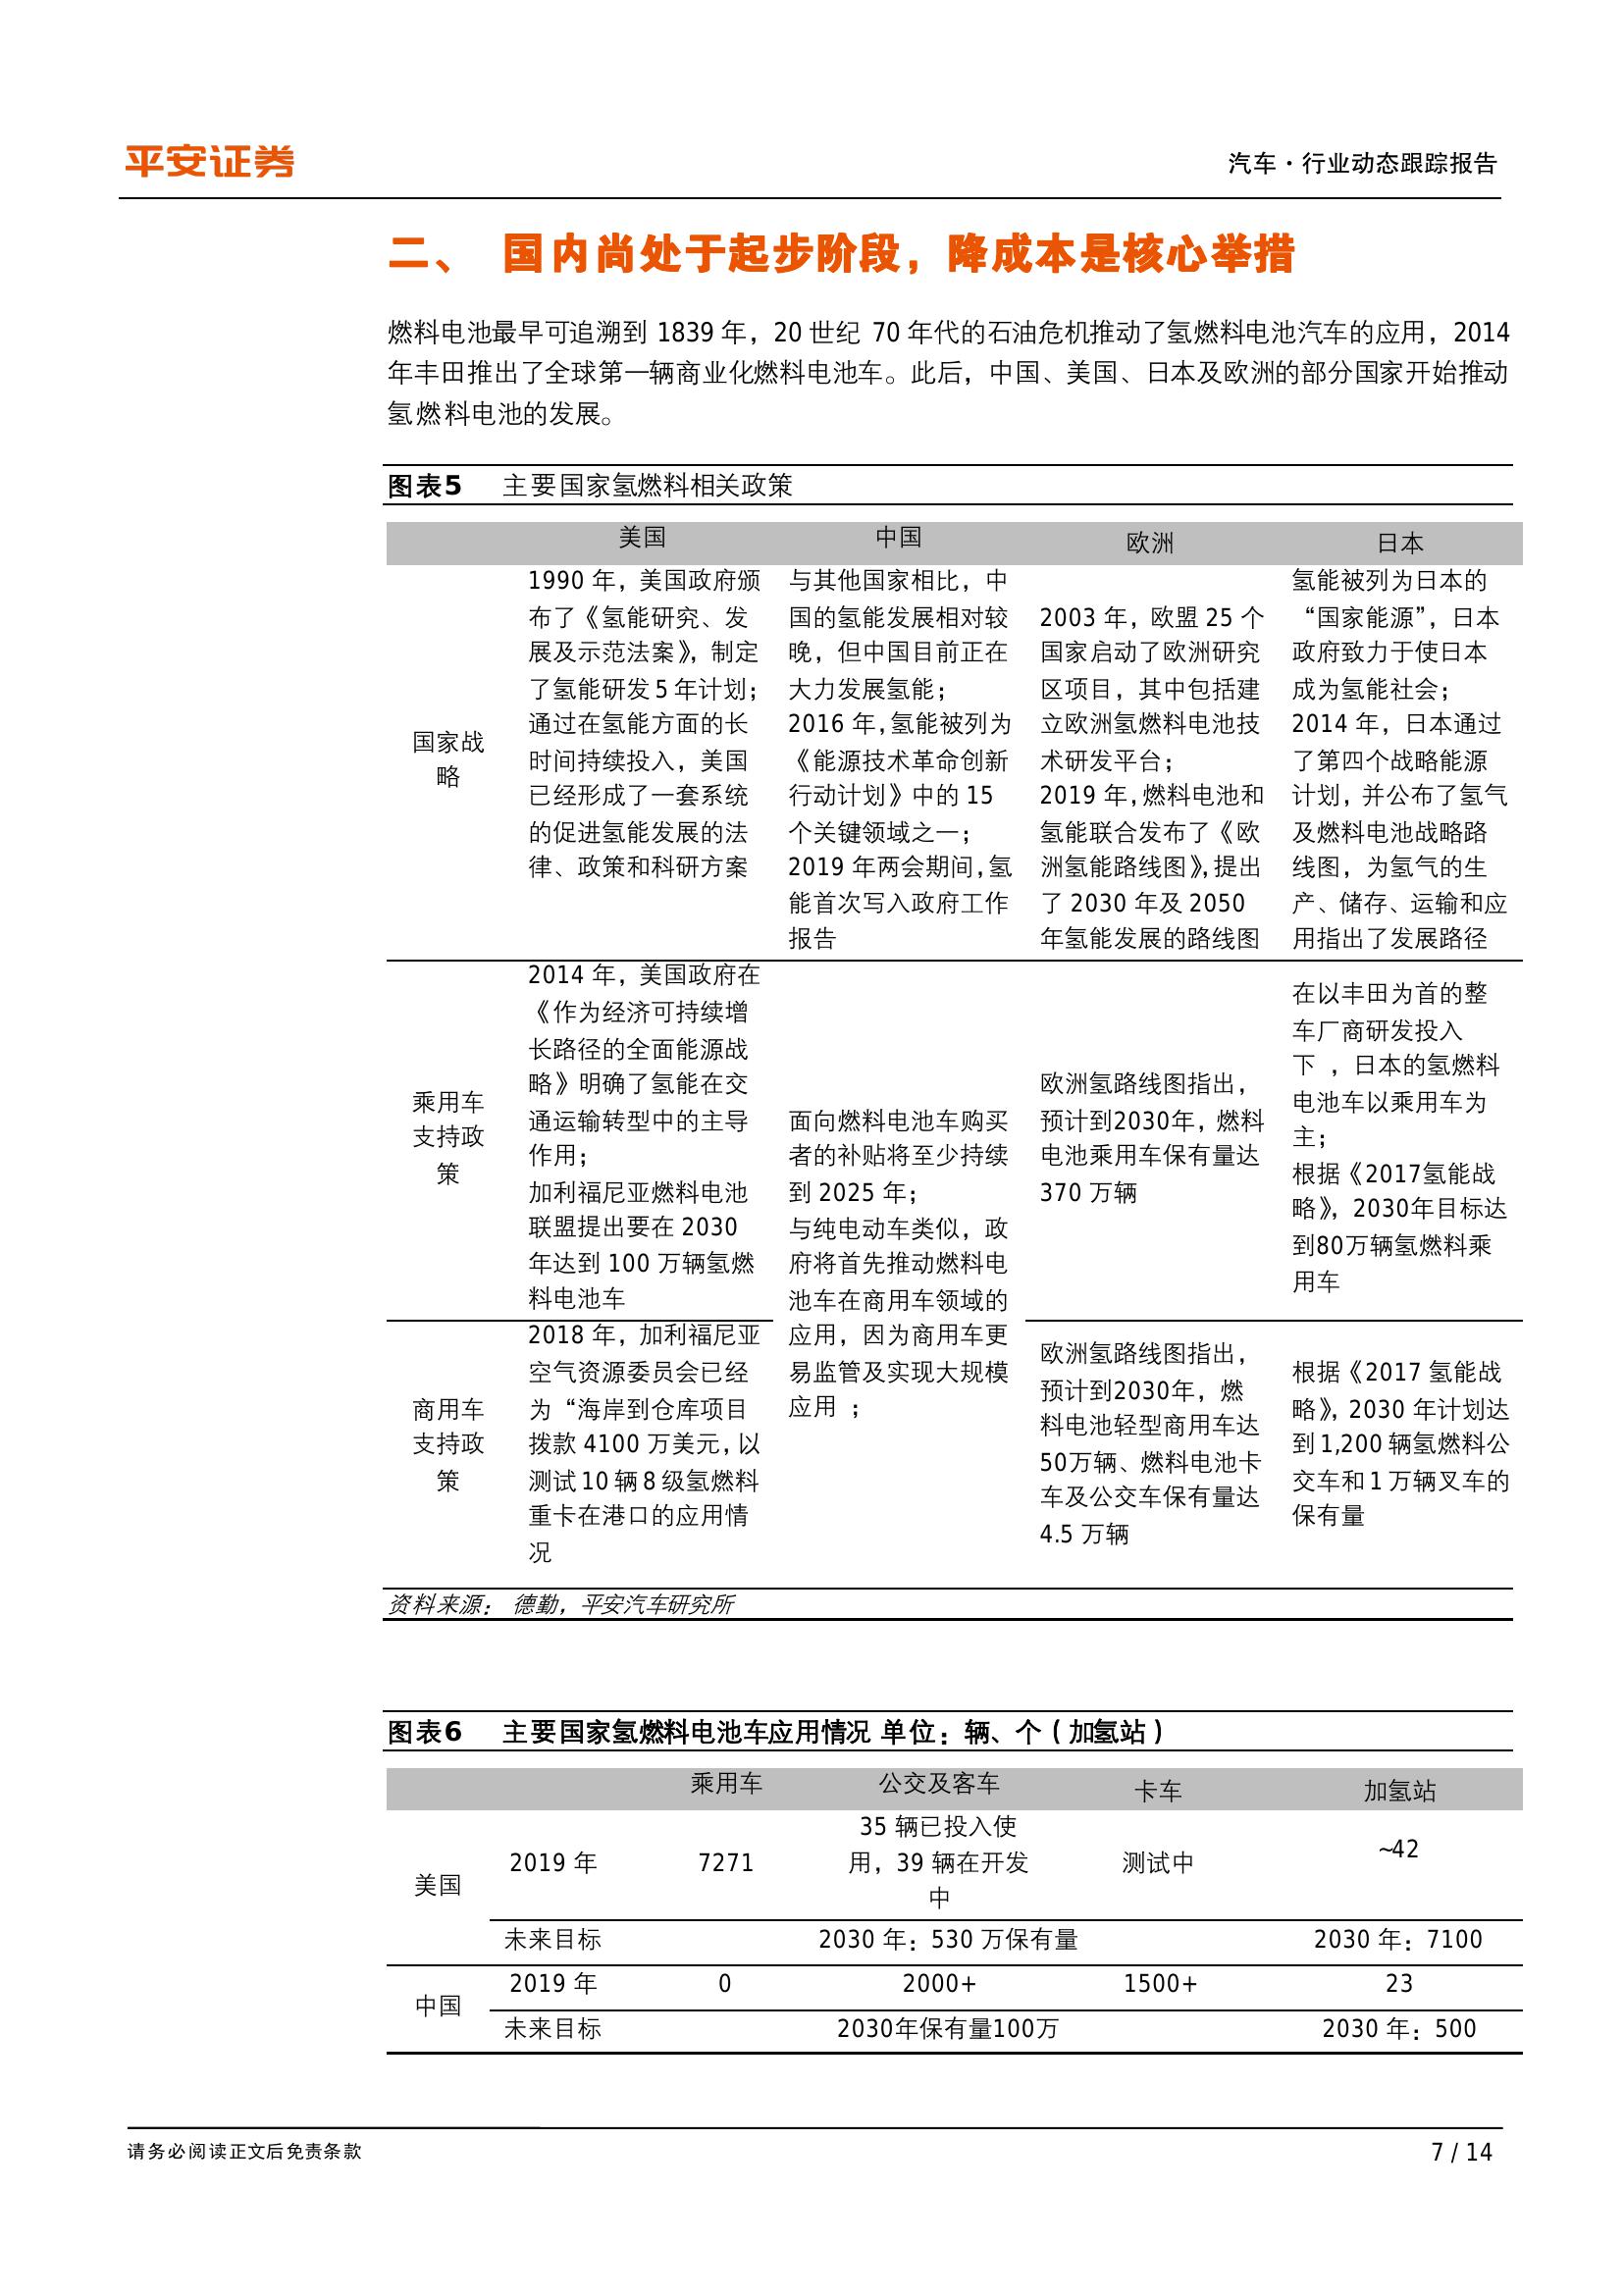 平安证券
汽车·行业动态跟踪报告
二、 国内尚处于起步阶段，降成本是核心举措
燃料电池最早可追溯到 1839 年，20 世纪 70 年代的石油危机推动了氢燃料电池汽车的应用，2014
年丰田推出了全球第一辆商业化燃料电池车。此后，中国、美国、日本及欧洲的部分国家开始推动
氢燃料电池的发展。
图表5 主要国家氢燃料相关政策
美国 中国 欧洲 日本
国家战
略
1990 年，美国政府颁
布了《氢能研究、发
展及示范法案》，制定
了氢能研发 5 年计划；
通过在氢能方面的长
时间持续投入，美国
已经形成了一套系统
的促进氢能发展的法
律、政策和科研方案
与其他国家相比，中
国的氢能发展相对较
晚，但中国目前正在
大力发展氢能；
2016 年，氢能被列为
《能源技术革命创新
行动计划》中的 15
个关键领域之一；
2019 年两会期间，氢
能首次写入政府工作
报告
2003 年，欧盟 25 个
国家启动了欧洲研究
区项目，其中包括建
立欧洲氢燃料电池技
术研发平台；
2019 年，燃料电池和
氢能联合发布了《欧
洲氢能路线图》，提出
了 2030 年及 2050
年氢能发展的路线图
氢能被列为日本的
“国家能源”，日本
政府致力于使日本
成为氢能社会；
2014 年，日本通过
了第四个战略能源
计划，并公布了氢气
及燃料电池战略路
线图，为氢气的生
产、储存、运输和应
用指出了发展路径
乘用车
支持政
策
2014 年，美国政府在
《作为经济可持续增
长路径的全面能源战
略》明确了氢能在交
通运输转型中的主导
作用；
加利福尼亚燃料电池
联盟提出要在 2030
年达到 100 万辆氢燃
料电池车
面向燃料电池车购买
者的补贴将至少持续
到 2025 年；
与纯电动车类似，政
府将首先推动燃料电
池车在商用车领域的
应用，因为商用车更
易监管及实现大规模
应用 ；
欧洲氢路线图指出，
预计到2030年，燃料
电池乘用车保有量达
370 万辆
在以丰田为首的整
车厂商研发投入
下 ，日本的氢燃料
电池车以乘用车为
主；
根据《2017氢能战
略》，2030年目标达
到80万辆氢燃料乘
用车
商用车
支持政
策
2018 年，加利福尼亚
空气资源委员会已经
为“海岸到仓库项目
拨款 4100 万美元，以
测试 10 辆 8 级氢燃料
重卡在港口的应用情
况
欧洲氢路线图指出，
预计到2030年，燃
料电池轻型商用车达
50万辆、燃料电池卡
车及公交车保有量达
4.5 万辆
根据《2017 氢能战
略》，2030 年计划达
到 1,200 辆氢燃料公
交车和 1 万辆叉车的
保有量
资料来源： 德勤，平安汽车研究所
图表6 主要国家氢燃料电池车应用情况 单位：辆、个（加氢站）
乘用车 公交及客车 卡车 加氢站
美国
2019 年 7271
35 辆已投入使
用，39 辆在开发
中
测试中 ~42
未来目标 2030 年：530 万保有量 2030 年：7100
中国
2019 年 0 2000+ 1500+ 23
未来目标 2030年保有量100万 2030 年：500
请务必阅读正文后免责条款
7 / 14